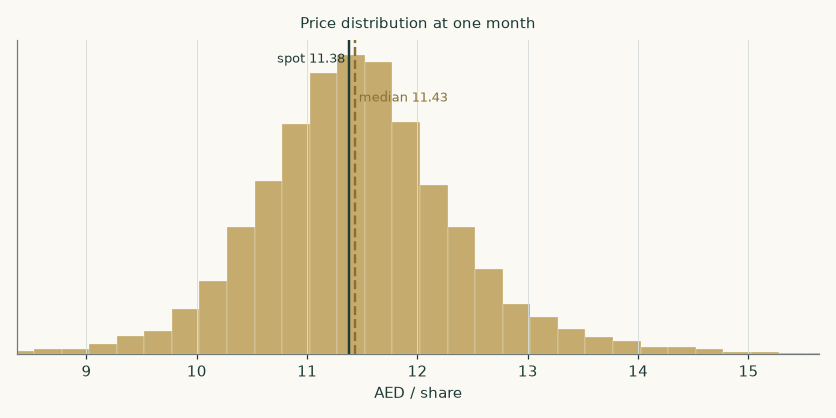 Price distribution at one month
spot 11.38
median 11.43
9 10 11 12 13 14 15
AED / share